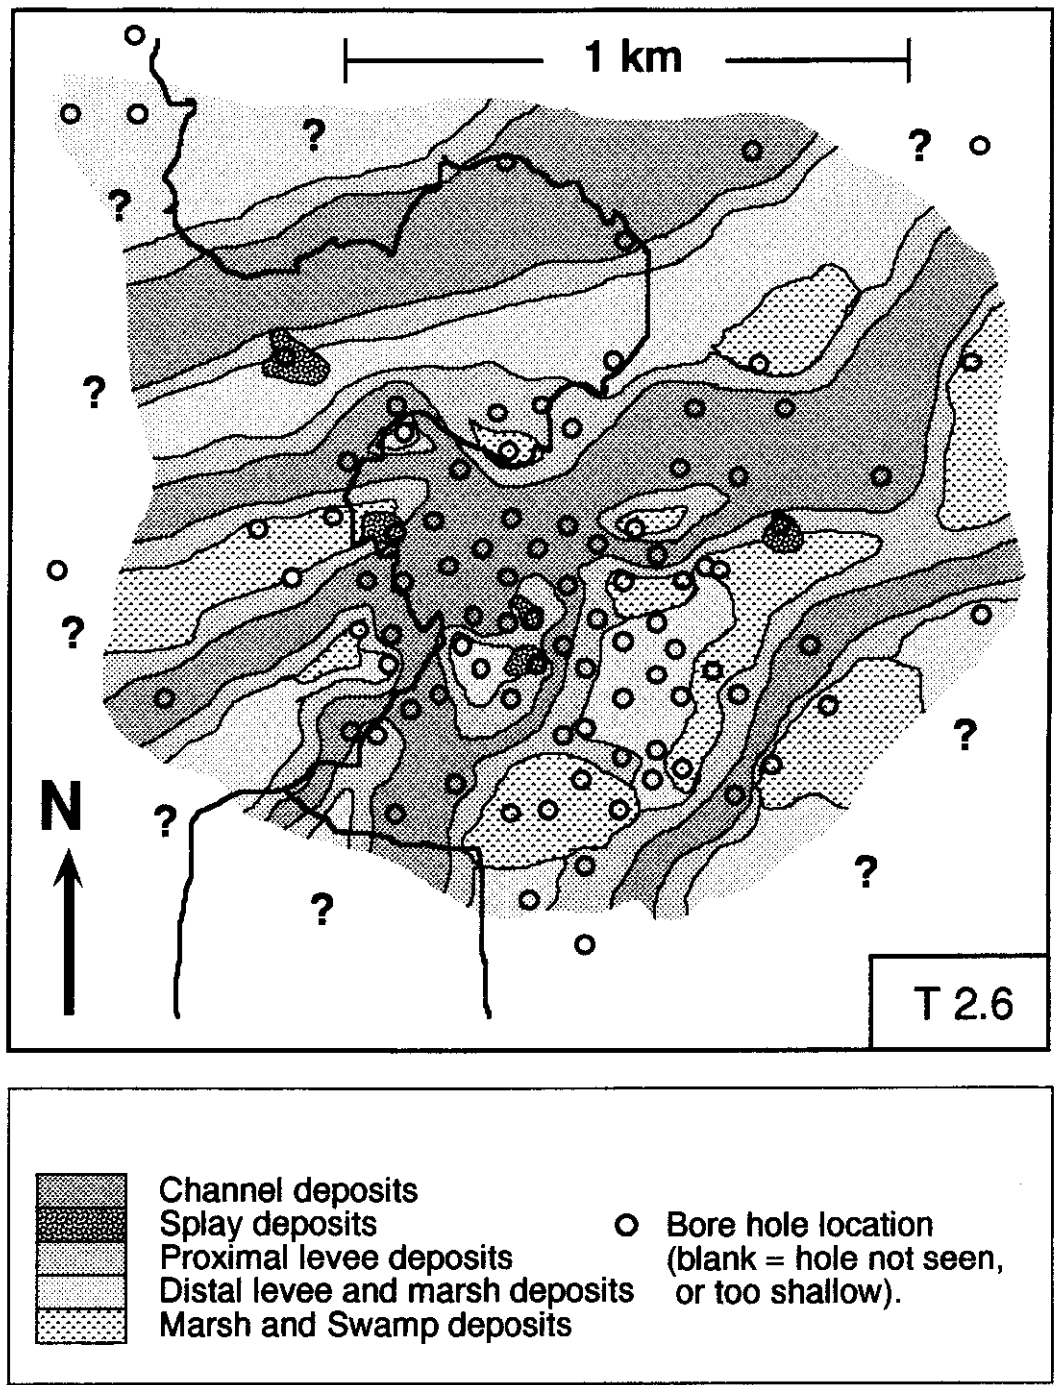 1 km
?
?
?
?
?
?
N
?
?
?
T 2.6
Channel deposits
Splay deposits
Proximal levee deposits
Distal levee and marsh deposits
Marsh and Swamp deposits
Bore hole location
(blank = hole not seen,
or too shallow).